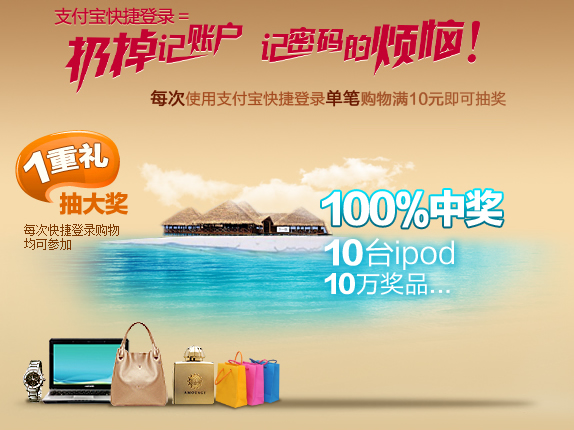 支付宝快捷登录=
扔掉记账户 记密码的烦恼!
每次使用支付宝快捷登录单笔购物满10元即可抽奖
1重礼
抽大奖
每次快捷登录购物
均可参加
100%中奖
10台ipod
10万奖品...
AMOUAGE